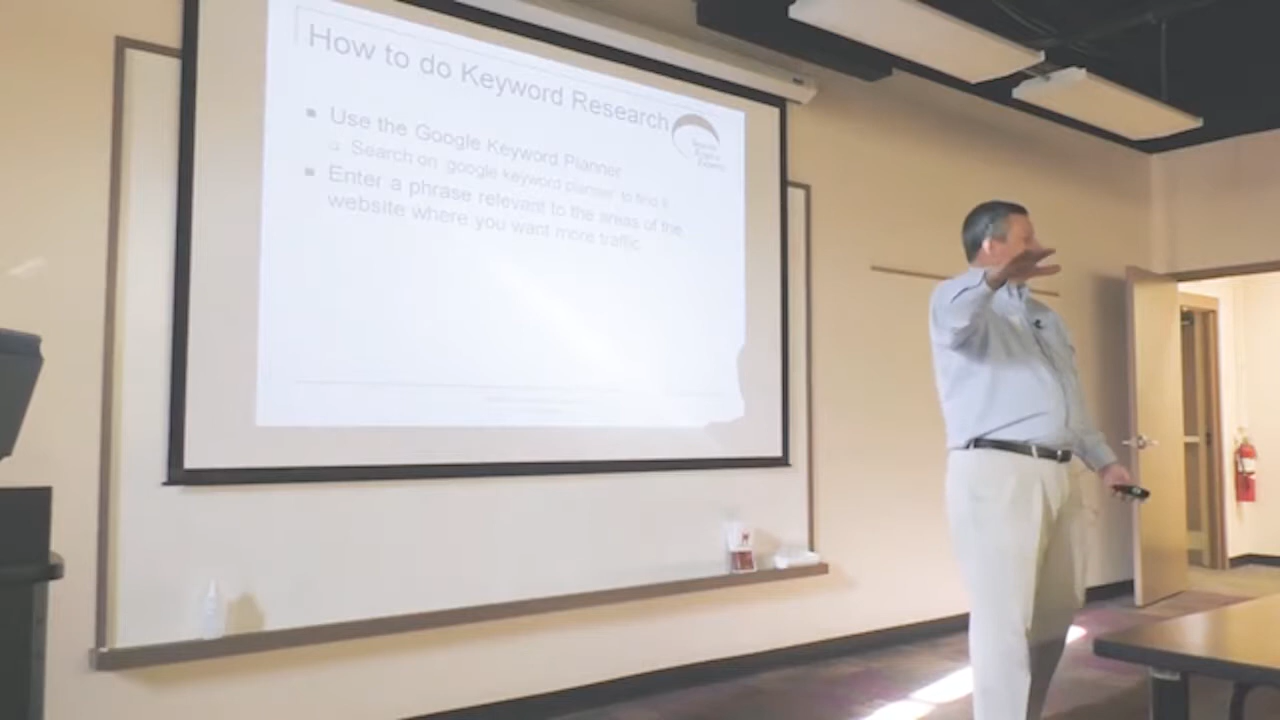 How to do Keyword Research
Use the Google Keyword Planner
Search on google keyword planner to find it
Enter a phrase relevant to the areas of the
website where you want more traffic